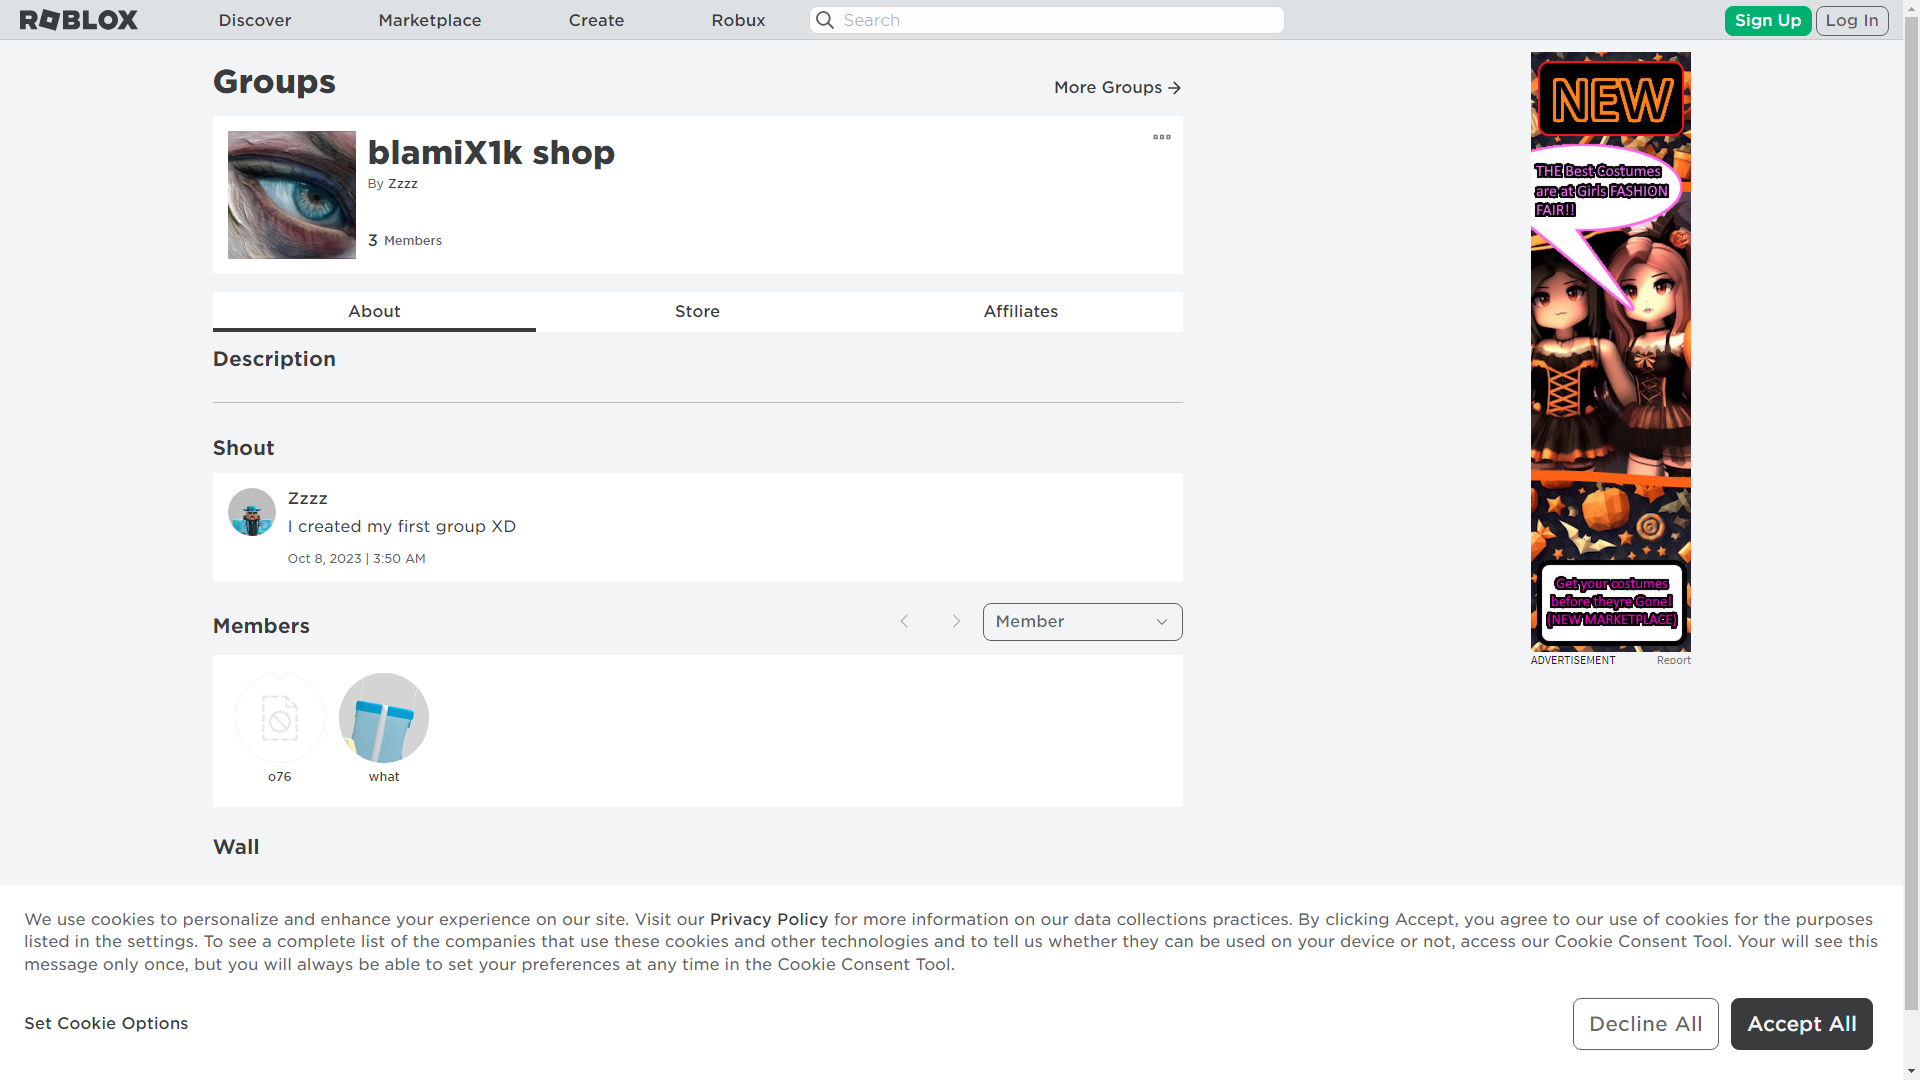 ROBLOX
Discover
Marketplace
Create
Robux
Search
Sign Up
Log In
Groups
More Groups
blamiX1k shop
By Zzzz
3 Members
About
Store
Affiliates
Description
Shout
Zzzz
I created my first group XD
Oct 8, 2023 | 3:50 AM
Members
Member
o76
what
Wall
NEW
THE Best Costumes
are at Girls FASHION
FAIR!!
Get your costumes
before theyre Gone!
(NEW MARKETPLACE)
ADVERTISEMENT
Report
We use cookies to personalize and enhance your experience on our site. Visit our Privacy Policy for more information on our data collections practices. By clicking Accept, you agree to our use of cookies for the purposes
listed in the settings. To see a complete list of the companies that use these cookies and other technologies and to tell us whether they can be used on your device or not, access our Cookie Consent Tool. Your will see this
message only once, but you will always be able to set your preferences at any time in the Cookie Consent Tool.
Set Cookie Options
Decline All
Accept All